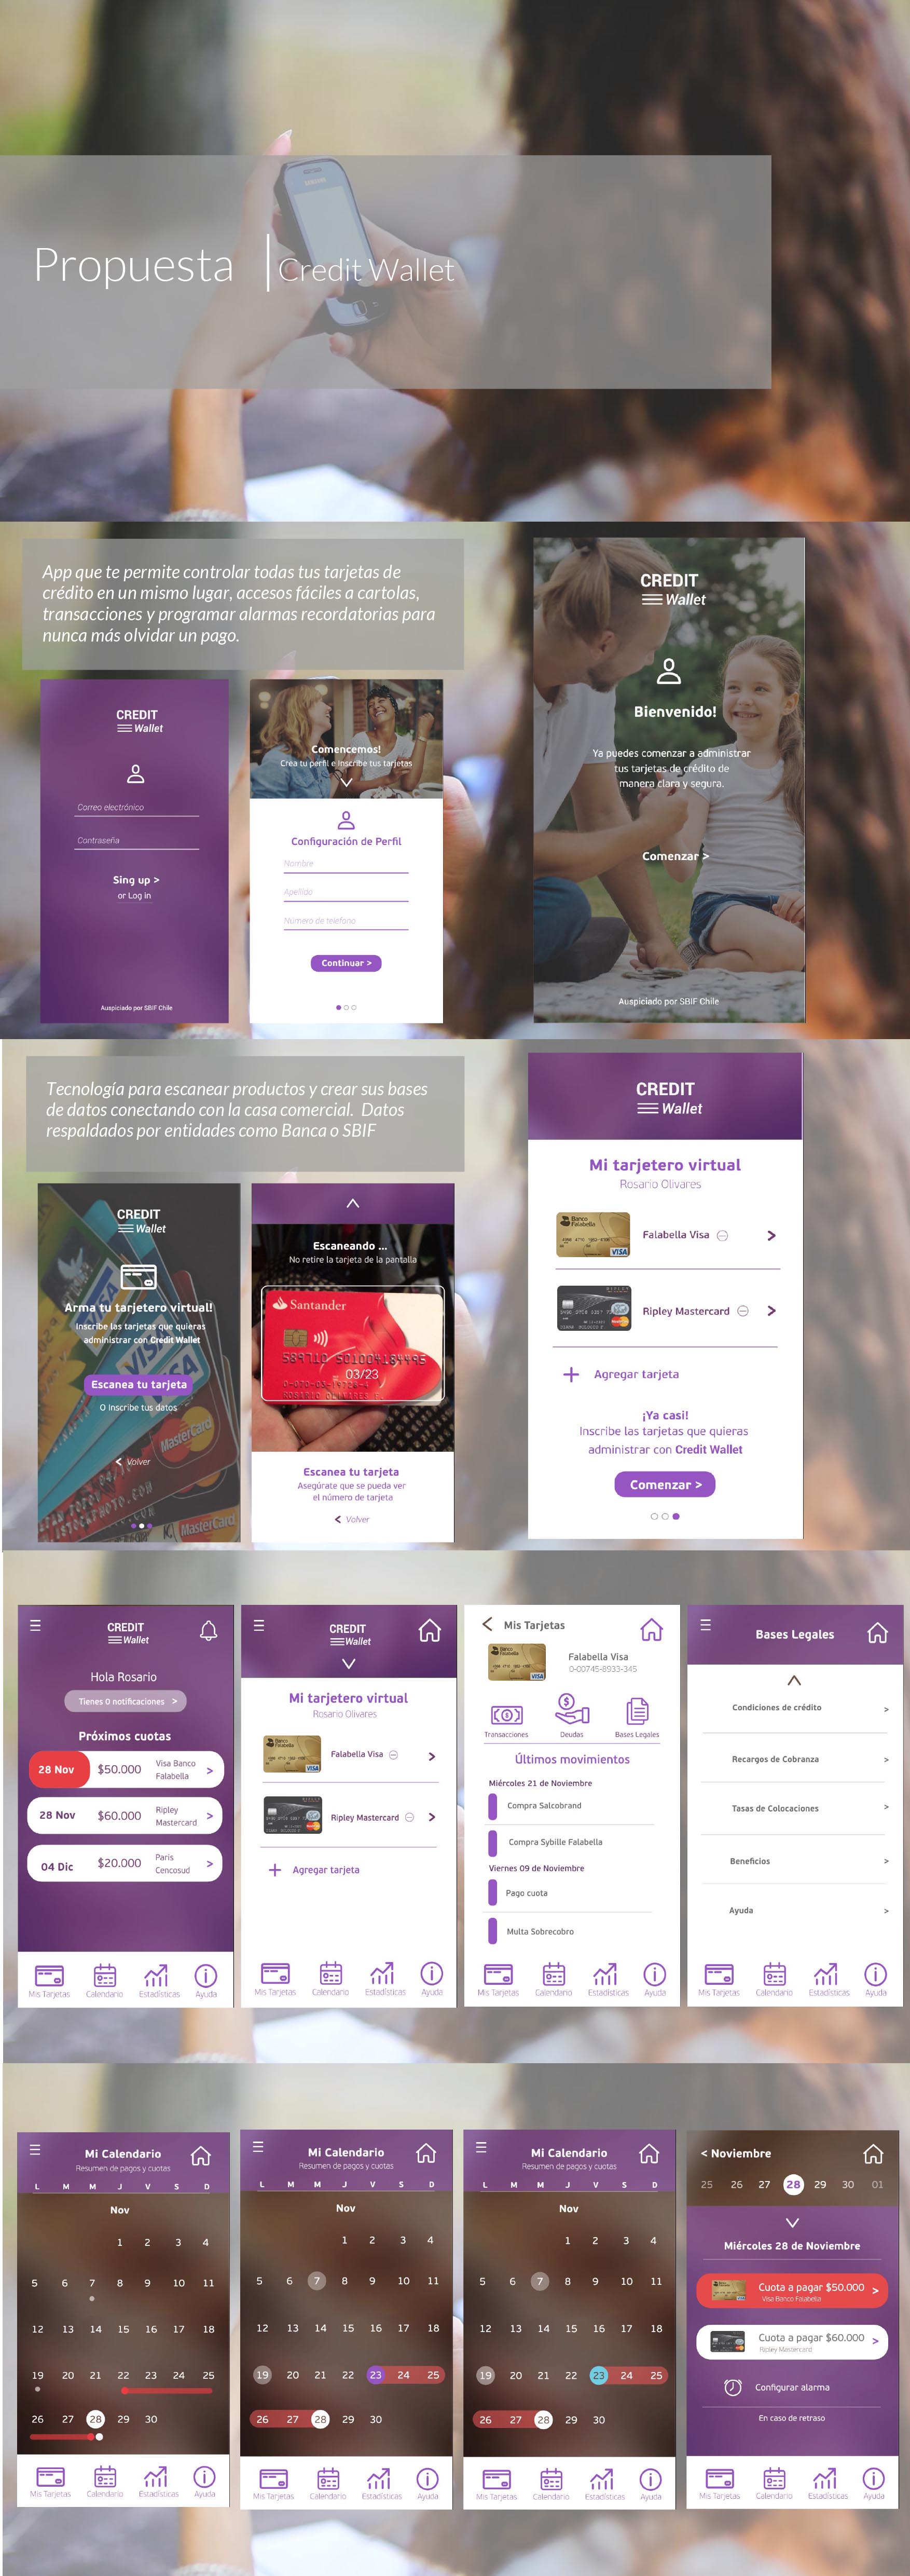 Propuesta
Credit Wallet
App que te permite controlar todas tus tarjetas de
crédito en un mismo lugar, accesos fáciles a cartolas,
transacciones y programar alarmas recordatorias para
nunca más olvidar un pago.
CREDIT
Wallet
Correo electrónico
Contraseña
Sing up >
or Log in
Auspiciado por SBIF Chile
Comencemos!
Crea tu perfil e Inscribe tus tarjetas
Configuración de Perfil
Nombre
Apellido
Número de telefono
Continuar >
CREDIT
Wallet
Bienvenido!
Ya puedes comenzar a administrar
tus tarjetas de crédito de
manera clara y segura.
Comenzar >
Auspiciado por SBIF Chile
Tecnología para escanear productos y crear sus bases
de datos conectando con la casa comercial. Datos
respaldados por entidades como Banca o SBIF
CREDIT
Wallet
Arma tu tarjetero virtual!
Inscribe las tarjetas que quieras
administrar con Credit Wallet
Escanea tu tarjeta
O Inscribe tus datos
< Volver
VISA
VISA
MasterCard
MasterCard
Escaneando ...
No retire la tarjeta de la pantalla
Santander
03/23
Escanea tu tarjeta
Asegúrate que se pueda ver
el número de tarjeta
< Volver
CREDIT
Wallet
Mi tarjetero virtual
Rosario Olivares
Banco
Falabella
VISA
Falabella Visa
>
Ripley Mastercard
>
+ Agregar tarjeta
¡Ya casi!
Inscribe las tarjetas que quieras
administrar con Credit Wallet
Comenzar >
CREDIT
Wallet
Hola Rosario
Tienes 0 notificaciones >
Próximos cuotas
28 Nov $50.000 Visa Banco
Falabella >
28 Nov $60.000 Ripley
Mastercard >
04 Dic $20.000 Paris
Cencosud >
Mis Tarjetas Calendario Estadísticas Ayuda
CREDIT
Wallet
Mi tarjetero virtual
Rosario Olivares
Falabella Visa >
Ripley Mastercard >
+ Agregar tarjeta
Mis Tarjetas Calendario Estadísticas Ayuda
< Mis Tarjetas
Falabella Visa
0-00745-8933-345
Transacciones Deudas Bases Legales
Últimos movimientos
Miércoles 21 de Noviembre
Compra Salcobrand
Compra Sybille Falabella
Viernes 09 de Noviembre
Pago cuota
Multa Sobrecobro
Mis Tarjetas Calendario Estadísticas Ayuda
Bases Legales
Condiciones de crédito >
Recargos de Cobranza >
Tasas de Colocaciones >
Beneficios >
Ayuda >
Mis Tarjetas Calendario Estadísticas Ayuda
Mi Calendario
Resumen de pagos y cuotas
L M M J V S D
Nov
1 2 3 4
5 6 7 8 9 10 11
12 13 14 15 16 17 18
19 20 21 22 23 24 25
26 27 28 29 30
Mis Tarjetas Calendario Estadísticas Ayuda
Mi Calendario
Resumen de pagos y cuotas
L M M J V S D
Nov
1 2 3 4
5 6 7 8 9 10 11
12 13 14 15 16 17 18
19 20 21 22 23 24 25
26 27 28 29 30
Mis Tarjetas Calendario Estadísticas Ayuda
Mi Calendario
Resumen de pagos y cuotas
L M M J V S D
Nov
1 2 3 4
5 6 7 8 9 10 11
12 13 14 15 16 17 18
19 20 21 22 23 24 25
26 27 28 29 30
Mis Tarjetas Calendario Estadísticas Ayuda
< Noviembre
25 26 27 28 29 30 01
Miércoles 28 de Noviembre
Cuota a pagar $50.000 >
Visa Banco Falabella
Cuota a pagar $60.000 >
Ripley Mastercard
Configurar alarma
En caso de retraso
Mis Tarjetas Calendario Estadísticas Ayuda